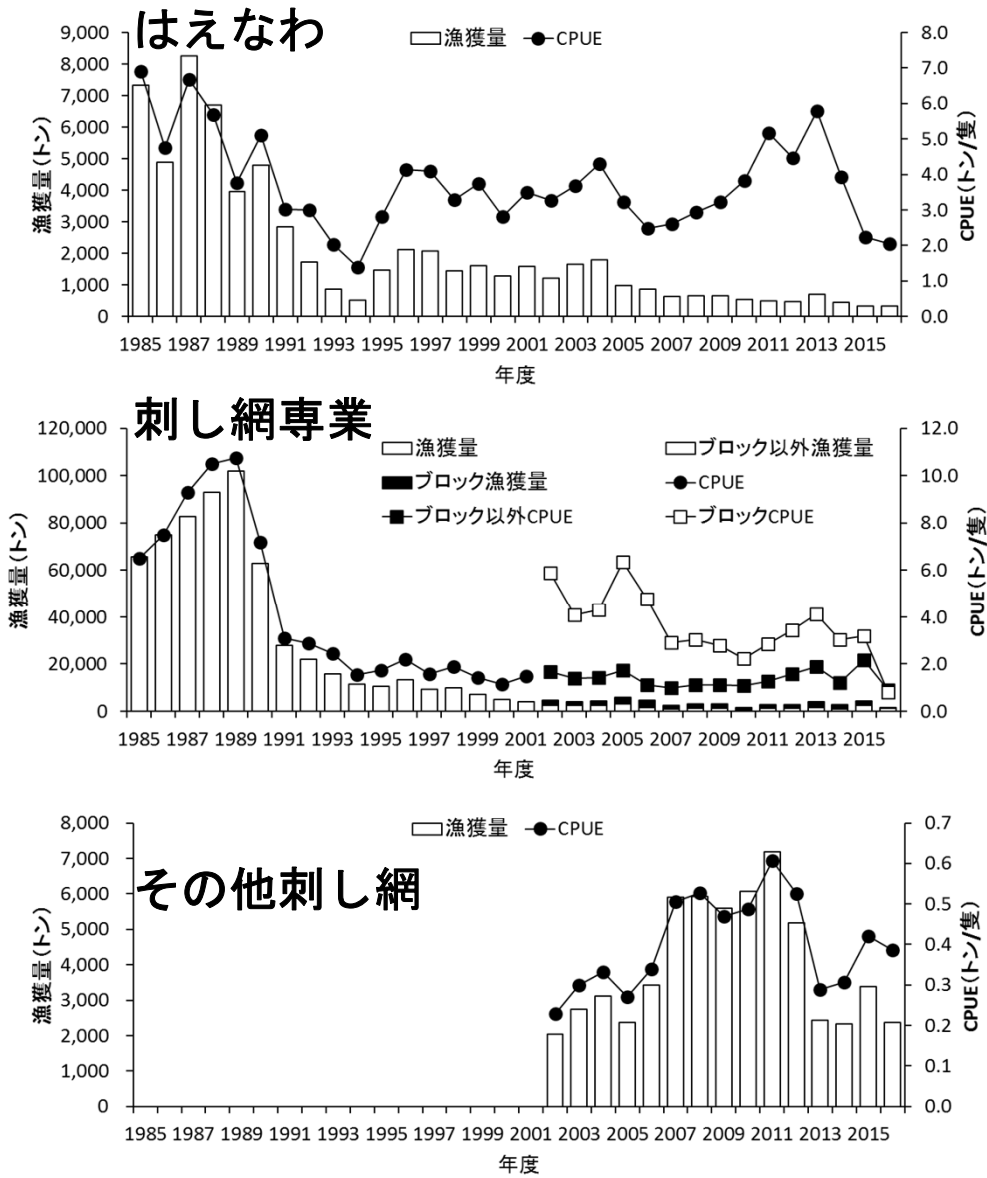 はえなわ
漁獲量 CPUE
9,000
8,000
7,000
6,000
5,000
4,000
3,000
2,000
1,000
0
漁獲量(トン)
8.0
7.0
6.0
5.0
4.0
3.0
2.0
1.0
0.0
CPUE(トン/隻)
1985 1987 1989 1991 1993 1995 1997 1999 2001 2003 2005 2007 2009 2011 2013 2015
年度
刺し網専業
漁獲量 ブロック以外漁獲量
ブロック漁獲量 CPUE
ブロック以外CPUE ブロックCPUE
120,000
100,000
80,000
60,000
40,000
20,000
0
漁獲量(トン)
12.0
10.0
8.0
6.0
4.0
2.0
0.0
CPUE(トン/隻)
1985 1987 1989 1991 1993 1995 1997 1999 2001 2003 2005 2007 2009 2011 2013 2015
年度
漁獲量 CPUE
その他刺し網
8,000
7,000
6,000
5,000
4,000
3,000
2,000
1,000
0
漁獲量(トン)
0.7
0.6
0.5
0.4
0.3
0.2
0.1
0.0
CPUE(トン/隻)
1985 1987 1989 1991 1993 1995 1997 1999 2001 2003 2005 2007 2009 2011 2013 2015
年度